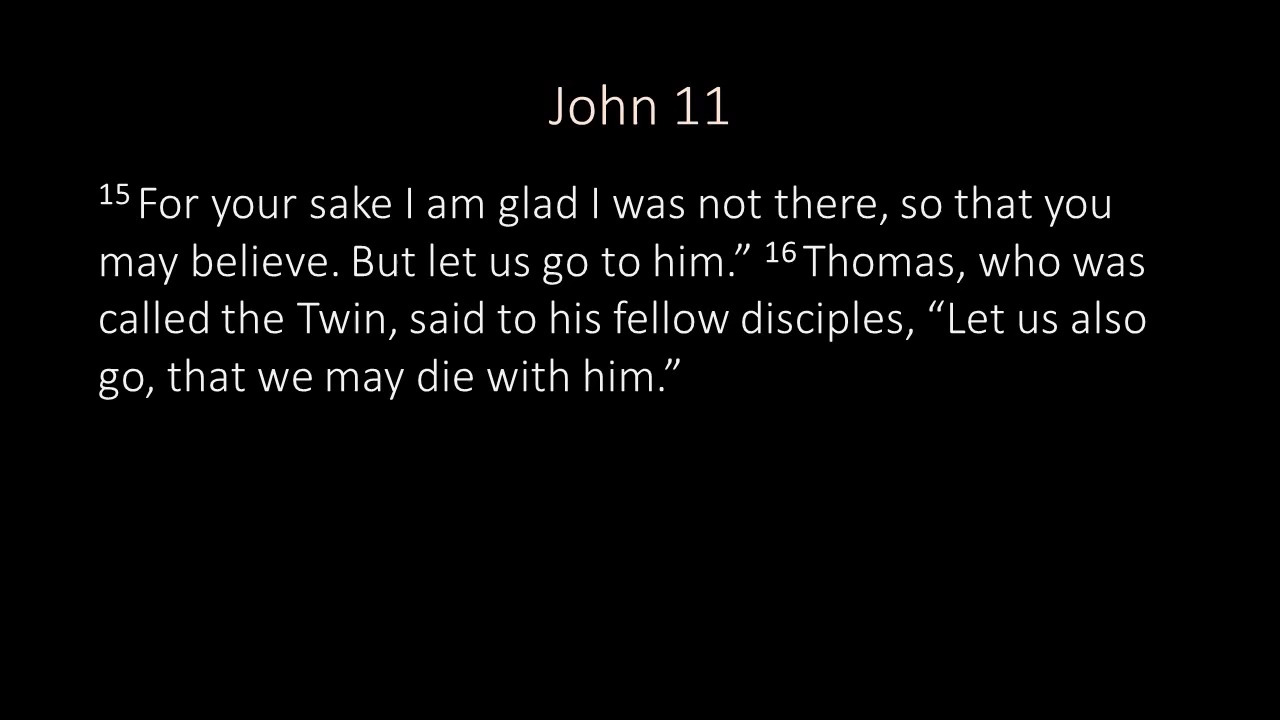 John 11
15 For your sake I am glad I was not there, so that you
may believe. But let us go to him.” 16 Thomas, who was
called the Twin, said to his fellow disciples, “Let us also
go, that we may die with him.”